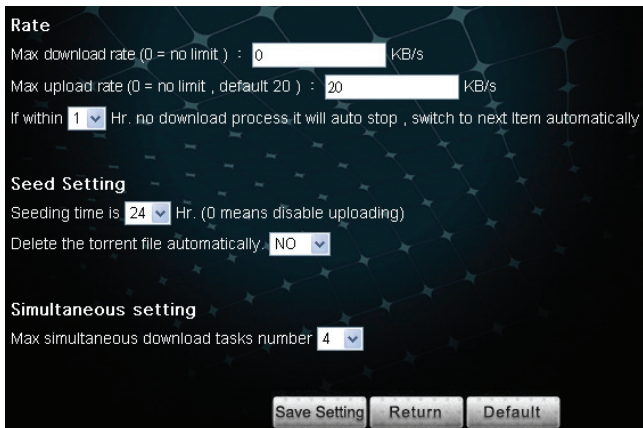 Rate
Max download rate (0 = no limit ) : 0 KB/s
Max upload rate (0 = no limit , default 20 ) : 20 KB/s
If within 1 Hr. no download process it will auto stop , switch to next Item automatically
Seed Setting
Seeding time is 24 Hr. (0 means disable uploading)
Delete the torrent file automatically. NO
Simultaneous setting
Max simultaneous download tasks number 4
Save Setting Return Default